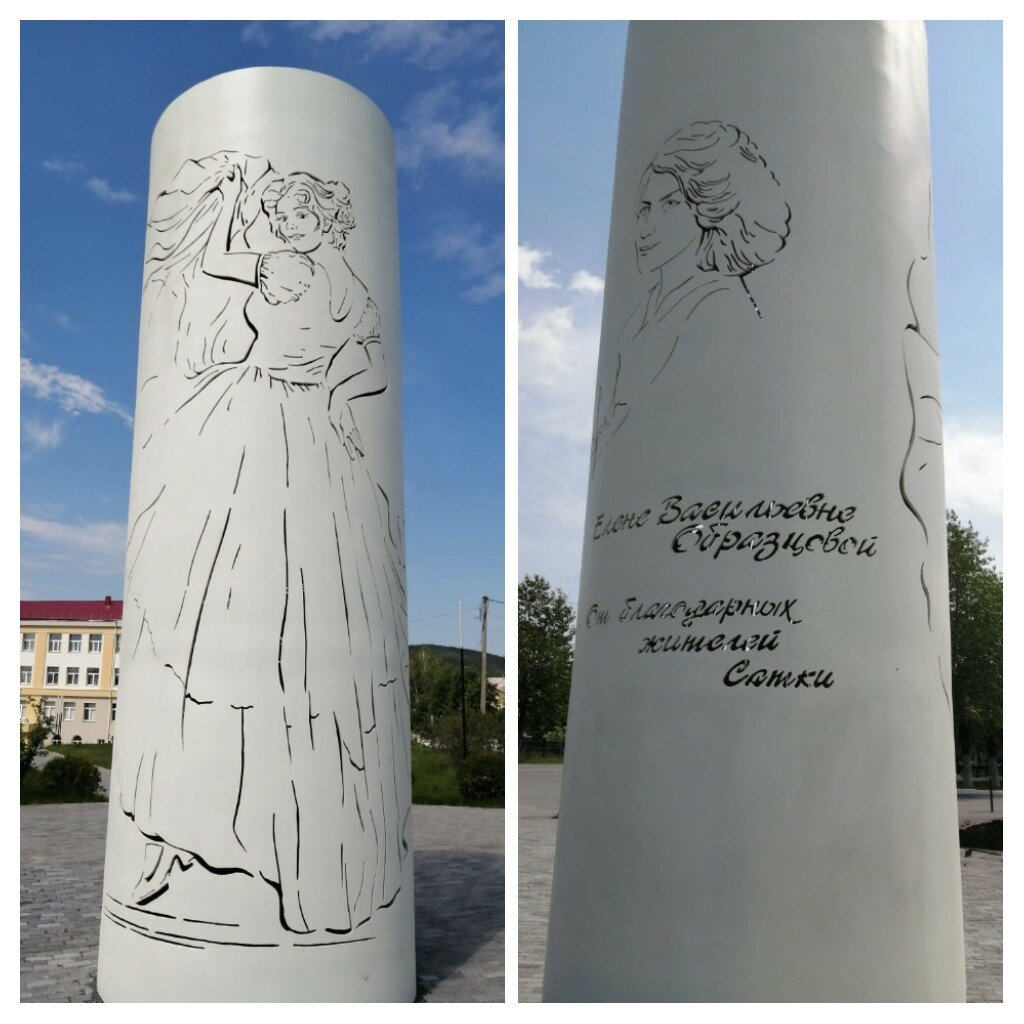 Елене Васильевне
Образцовой
От благодарных
жителей
Сатки